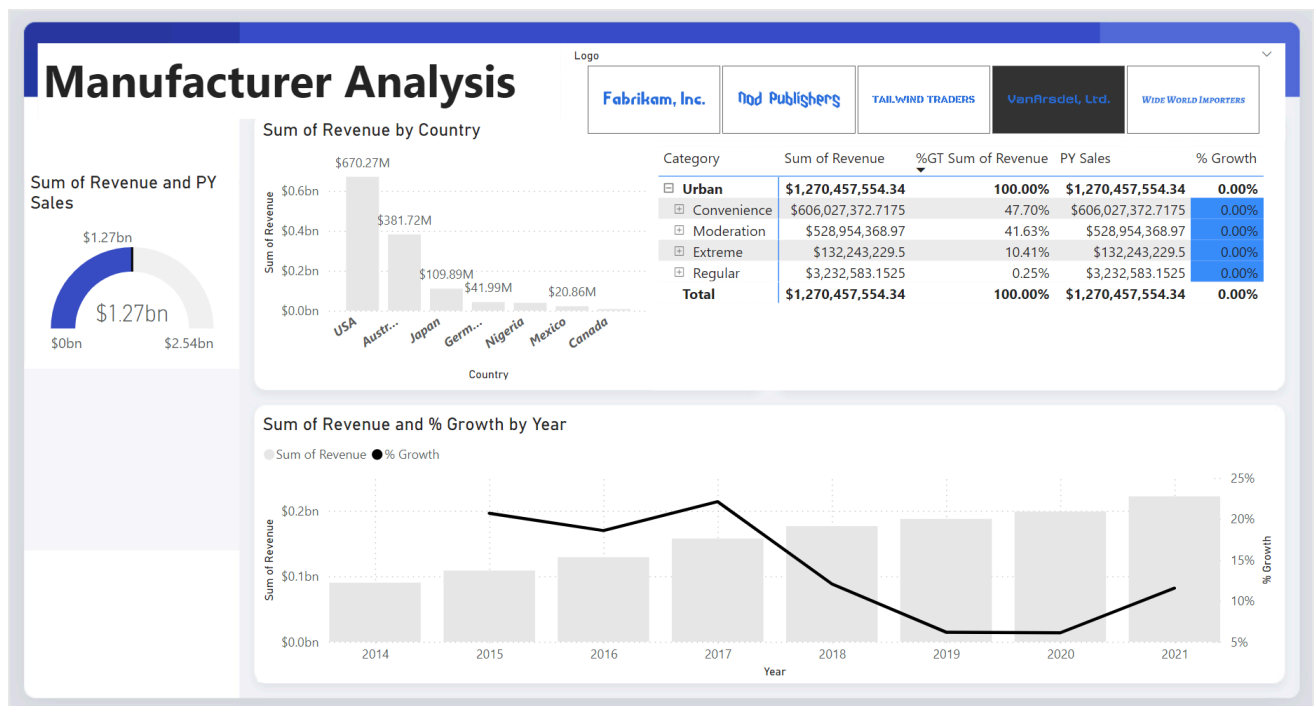 Manufacturer Analysis
Logo
Fabrikam, Inc.
Nod Publishers
TAILWIND TRADERS
VanArsdel, Ltd.
WIDE WORLD IMPORTERS
Sum of Revenue and PY
Sales
$1.27bn
$1.27bn
$0bn
$2.54bn
Sum of Revenue by Country
Sum of Revenue
$0.6bn
$0.4bn
$0.2bn
$0.0bn
$670.27M
$381.72M
$109.89M
$41.99M
$20.86M
USA
Austr...
Japan
Germ...
Nigeria
Mexico
Canada
Country
Category Sum of Revenue %GT Sum of Revenue PY Sales % Growth
Urban $1,270,457,554.34 100.00% $1,270,457,554.34 0.00%
Convenience $606,027,372.7175 47.70% $606,027,372.7175 0.00%
Moderation $528,954,368.97 41.63% $528,954,368.97 0.00%
Extreme $132,243,229.5 10.41% $132,243,229.5 0.00%
Regular $3,232,583.1525 0.25% $3,232,583.1525 0.00%
Total $1,270,457,554.34 100.00% $1,270,457,554.34 0.00%
Sum of Revenue and % Growth by Year
Sum of Revenue % Growth
Sum of Revenue
$0.2bn
$0.1bn
$0.0bn
25%
20%
15%
10%
5%
% Growth
2014 2015 2016 2017 2018 2019 2020 2021
Year